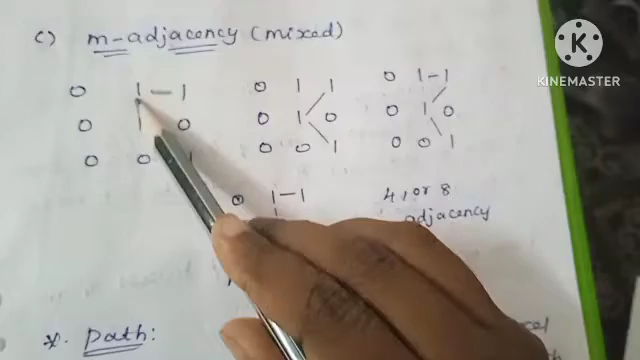 c) m-adjacency (mixed)
0 1 - 1
0 1 0
0 0 1
0 1 1
0 1 0
0 0 1
0 1 - 1
0 1 0
0 0 1
0 1 - 1
4, or 8
adjacency
*. Path:
K
KINEMASTER